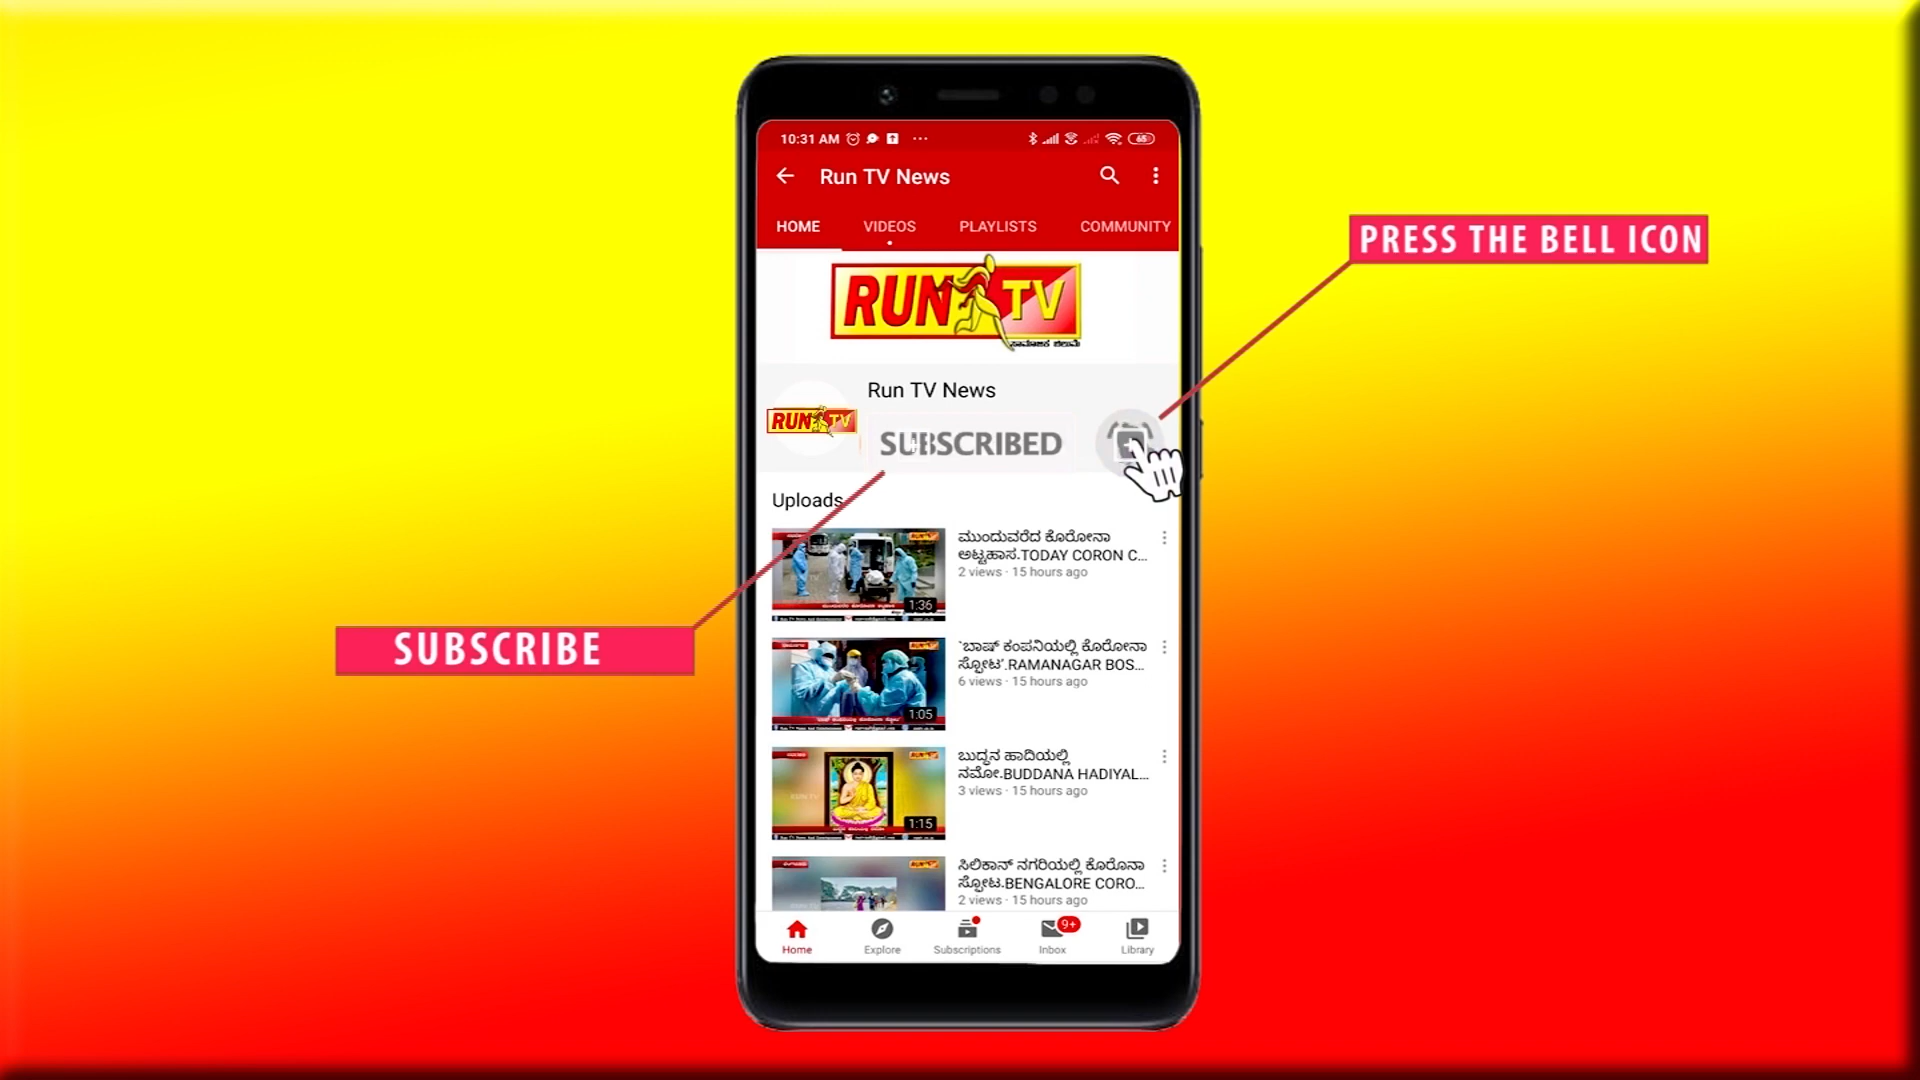 10:31 AM
65
Run TV News
HOME VIDEOS PLAYLISTS COMMUNITY
PRESS THE BELL ICON
RUN TV
ಸಾಮಾಜಿಕ ಚಿಲುಮೆ
Run TV News
RUN TV
SUBSCRIBED
Uploads
ಮುಂದುವರೆದ ಕೊರೋನಾ
ಅಟ್ಟಹಾಸ.TODAY CORON C...
2 views · 15 hours ago
1:36
SUBSCRIBE
`ಬಾಷ್ ಕಂಪನಿಯಲ್ಲಿ ಕೊರೋನಾ
ಸ್ಪೋಟ'.RAMANAGAR BOS...
6 views · 15 hours ago
1:05
ಬುದ್ಧನ ಹಾದಿಯಲ್ಲಿ
ನಮೋ.BUDDANA HADIYAL...
3 views · 15 hours ago
1:15
ಸಿಲಿಕಾನ್ ನಗರಿಯಲ್ಲಿ ಕೊರೊನಾ
ಸ್ಪೋಟ.BENGALORE CORO...
2 views · 15 hours ago
9+
Home Explore Subscriptions Inbox Library